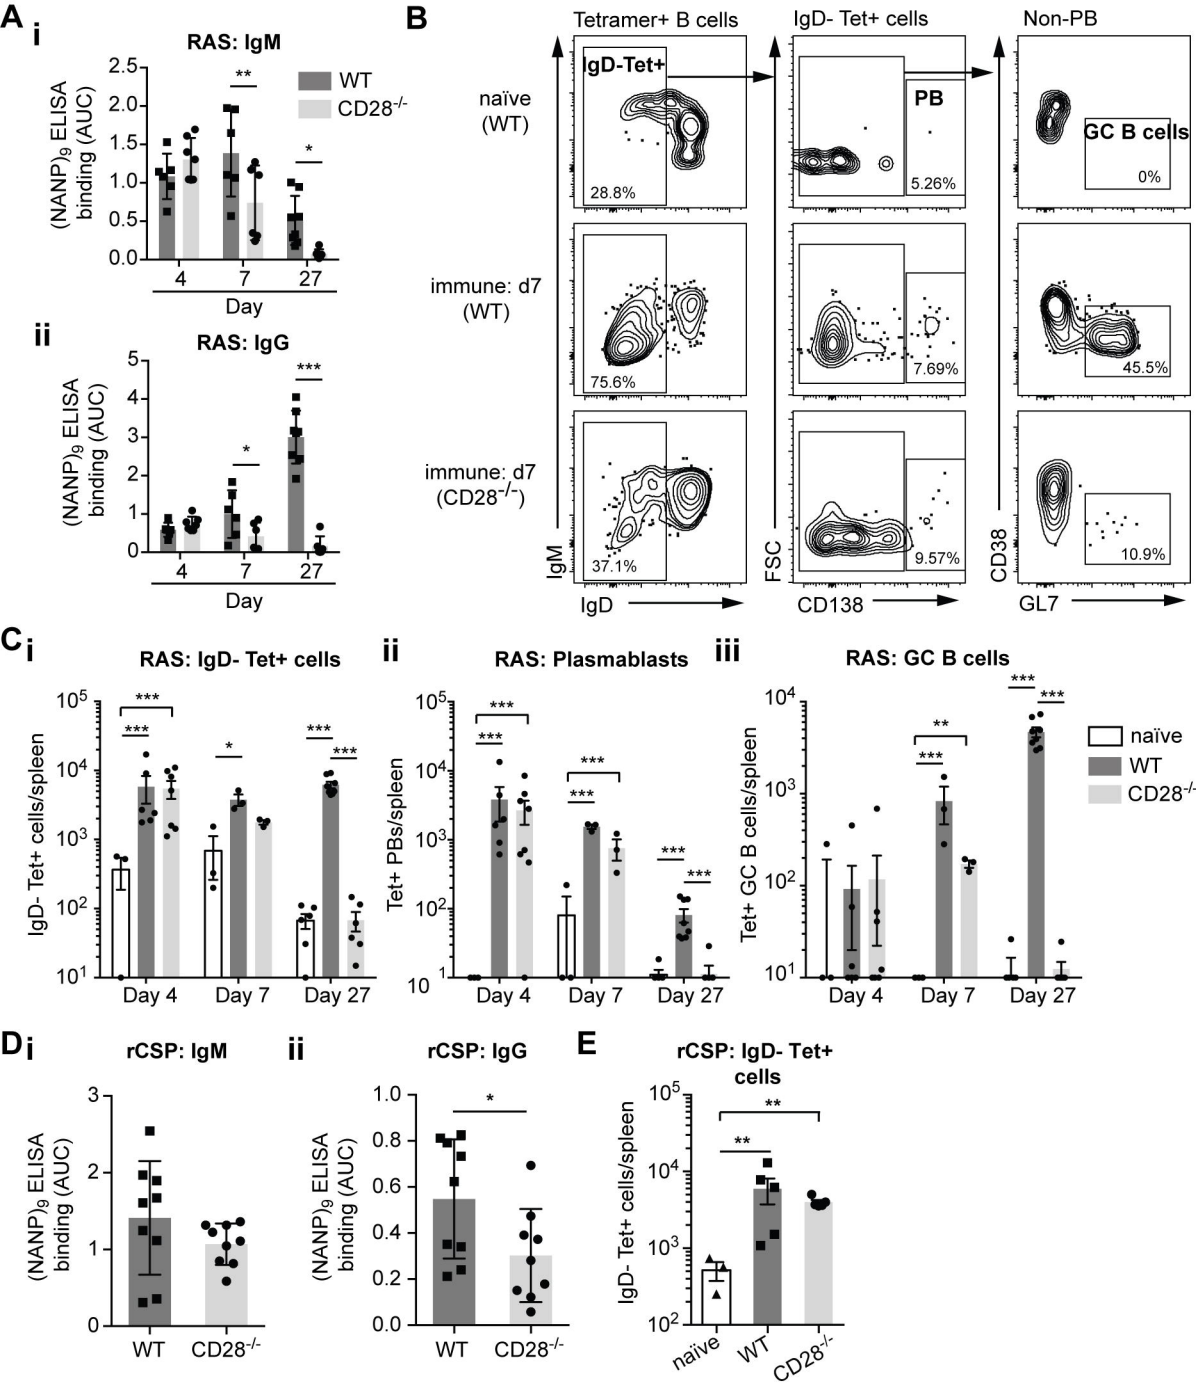 A
i
RAS: IgM
(NANP)9 ELISA
binding (AUC)
2.5
2.0
1.5
1.0
0.5
0.0
**
*
WT
CD28-/-
4 7 27
Day
ii
RAS: IgG
(NANP)9 ELISA
binding (AUC)
5
4
3
2
1
0
*
***
4 7 27
Day
B
Tetramer+ B cells
IgD- Tet+ cells
Non-PB
naïve
(WT)
IgD-Tet+
28.8%
PB
5.26%
GC B cells
0%
immune: d7
(WT)
75.6%
7.69%
45.5%
immune: d7
(CD28-/-)
37.1%
9.57%
10.9%
IgM
IgD
FSC
CD138
CD38
GL7
C
i
RAS: IgD- Tet+ cells
IgD- Tet+ cells/spleen
10^5
10^4
10^3
10^2
10^1
***
***
*
***
***
Day 4 Day 7 Day 27
ii
RAS: Plasmablasts
Tet+ PBs/spleen
10^5
10^4
10^3
10^2
10 1
***
***
***
***
***
***
Day 4 Day 7 Day 27
iii
RAS: GC B cells
Tet+ GC B cells/spleen
10^4
10^3
10^2
10^1
**
***
***
***
Day 4 Day 7 Day 27
naïve
WT
CD28-/-
D
i
rCSP: IgM
(NANP)9 ELISA
binding (AUC)
3
2
1
0
WT CD28-/-
ii
rCSP: IgG
(NANP)9 ELISA
binding (AUC)
1.0
0.8
0.6
0.4
0.2
0.0
*
WT CD28-/-
E
rCSP: IgD- Tet+
cells
IgD- Tet+ cells/spleen
10^5
10^4
10^3
10^2
**
**
naïve WT CD28-/-